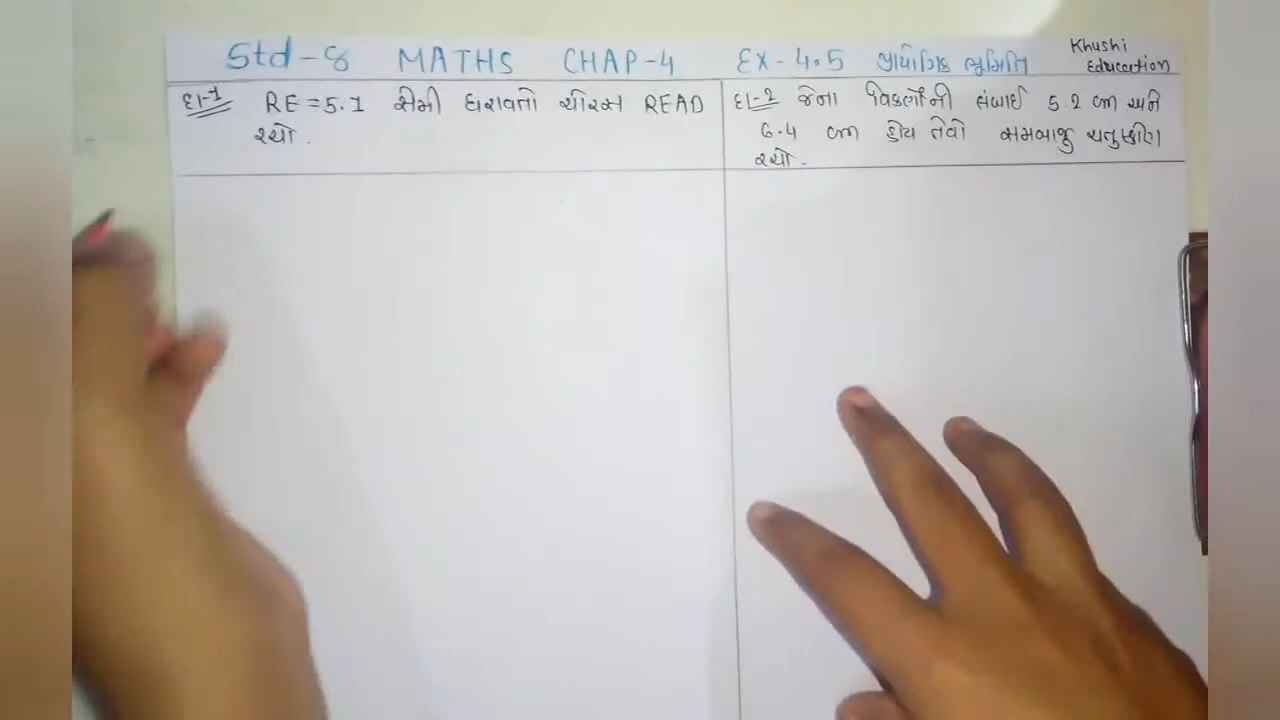 Std-8 MATHS CHAP-4 EX-4.5 પ્રાયોગિક ભૂમિતિ
Khushi
Education
દા-1 RE = 5.1 સેમી ધરાવતો ચોરસ READ
રચો.
દા-2 જેના વિકર્ણોની લંબાઈ 5.2 cm અને
6.4 cm હોય તેવો સમબાજુ ચતુષ્કોણ
રચો.